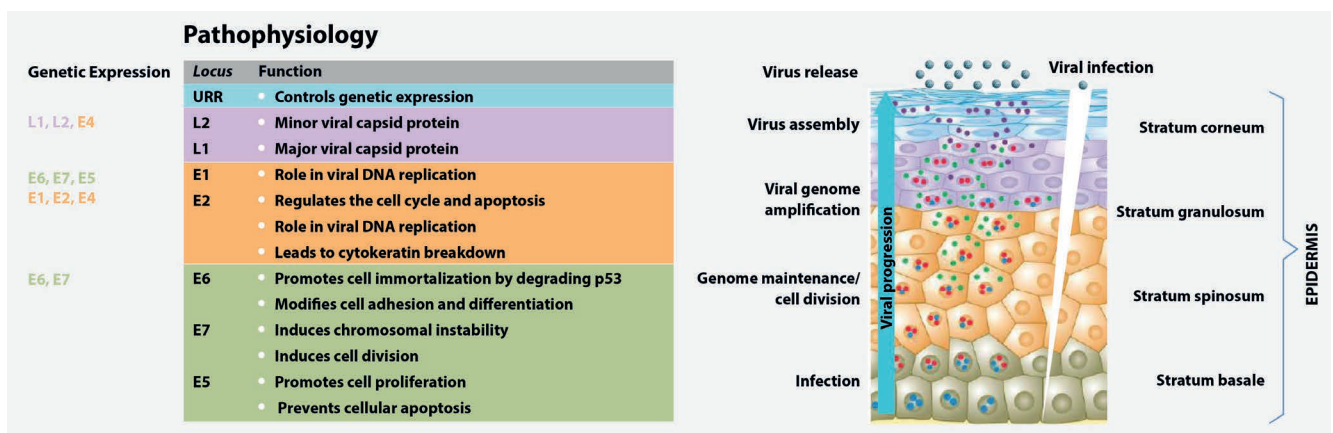 Pathophysiology
Genetic Expression
Locus Function
URR Controls genetic expression
L1, L2, E4
L2 Minor viral capsid protein
L1 Major viral capsid protein
E6, E7, E5
E1, E2, E4
E1 Role in viral DNA replication
E2 Regulates the cell cycle and apoptosis
Role in viral DNA replication
Leads to cytokeratin breakdown
E6, E7
E6 Promotes cell immortalization by degrading p53
Modifies cell adhesion and differentiation
E7 Induces chromosomal instability
Induces cell division
E5 Promotes cell proliferation
Prevents cellular apoptosis
Virus release
Virus assembly
Viral genome
amplification
Genome maintenance/
cell division
Infection
Viral progression
Viral infection
Stratum corneum
Stratum granulosum
Stratum spinosum
Stratum basale
EPIDERMIS